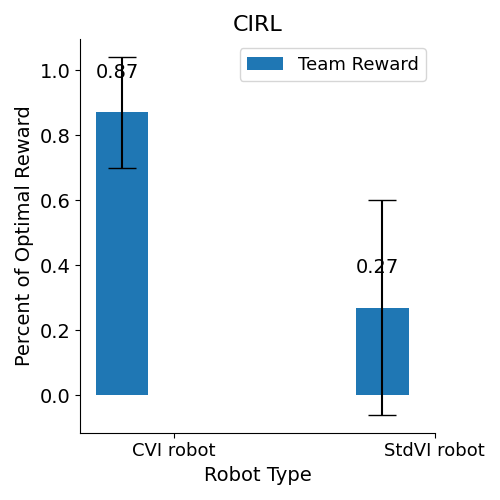 CIRL
Team Reward
0.87
0.27
Percent of Optimal Reward
1.0
0.8
0.6
0.4
0.2
0.0
CVI robot
StdVI robot
Robot Type